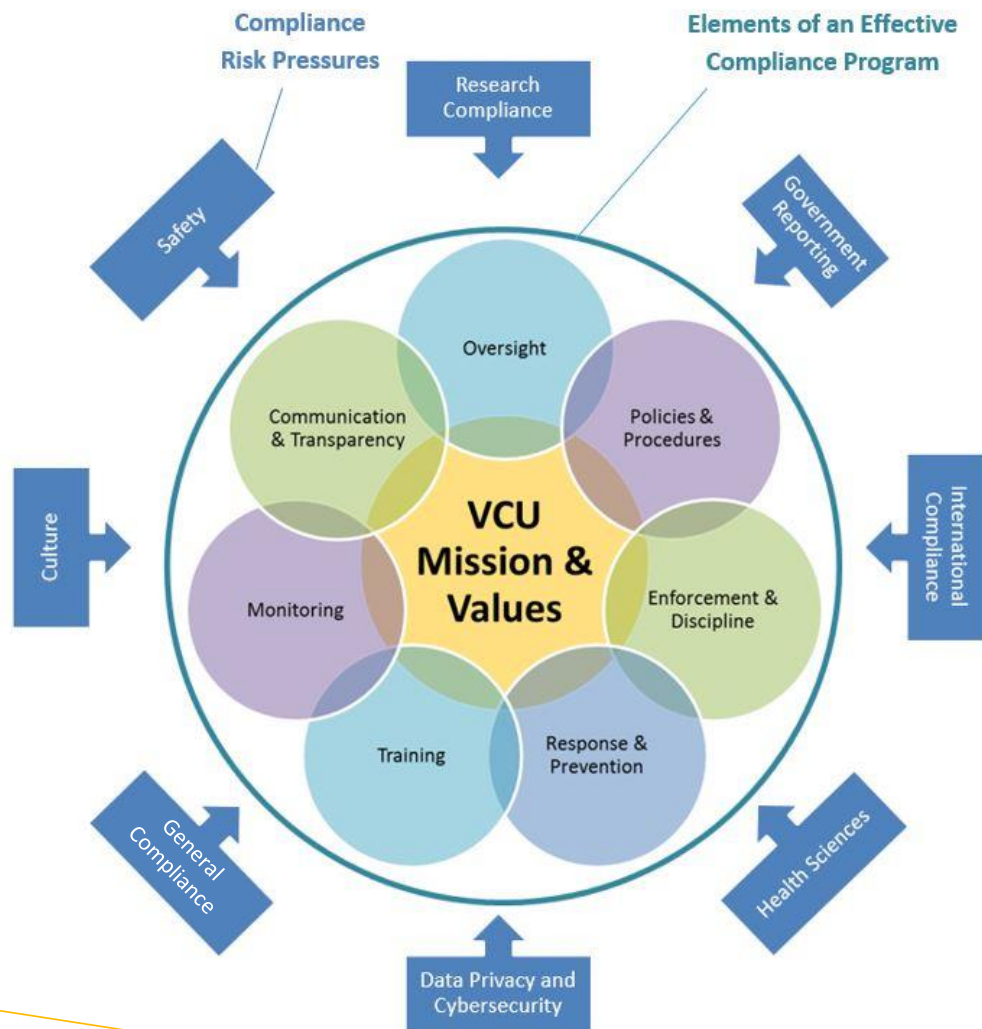 Compliance
Risk Pressures
Elements of an Effective
Compliance Program
Research
Compliance
Safety
Government
Reporting
Oversight
Communication
& Transparency
Policies &
Procedures
VCU
Mission &
Values
Culture
International
Compliance
Monitoring
Enforcement &
Discipline
Training
Response &
Prevention
General
Compliance
Health Sciences
Data Privacy and
Cybersecurity